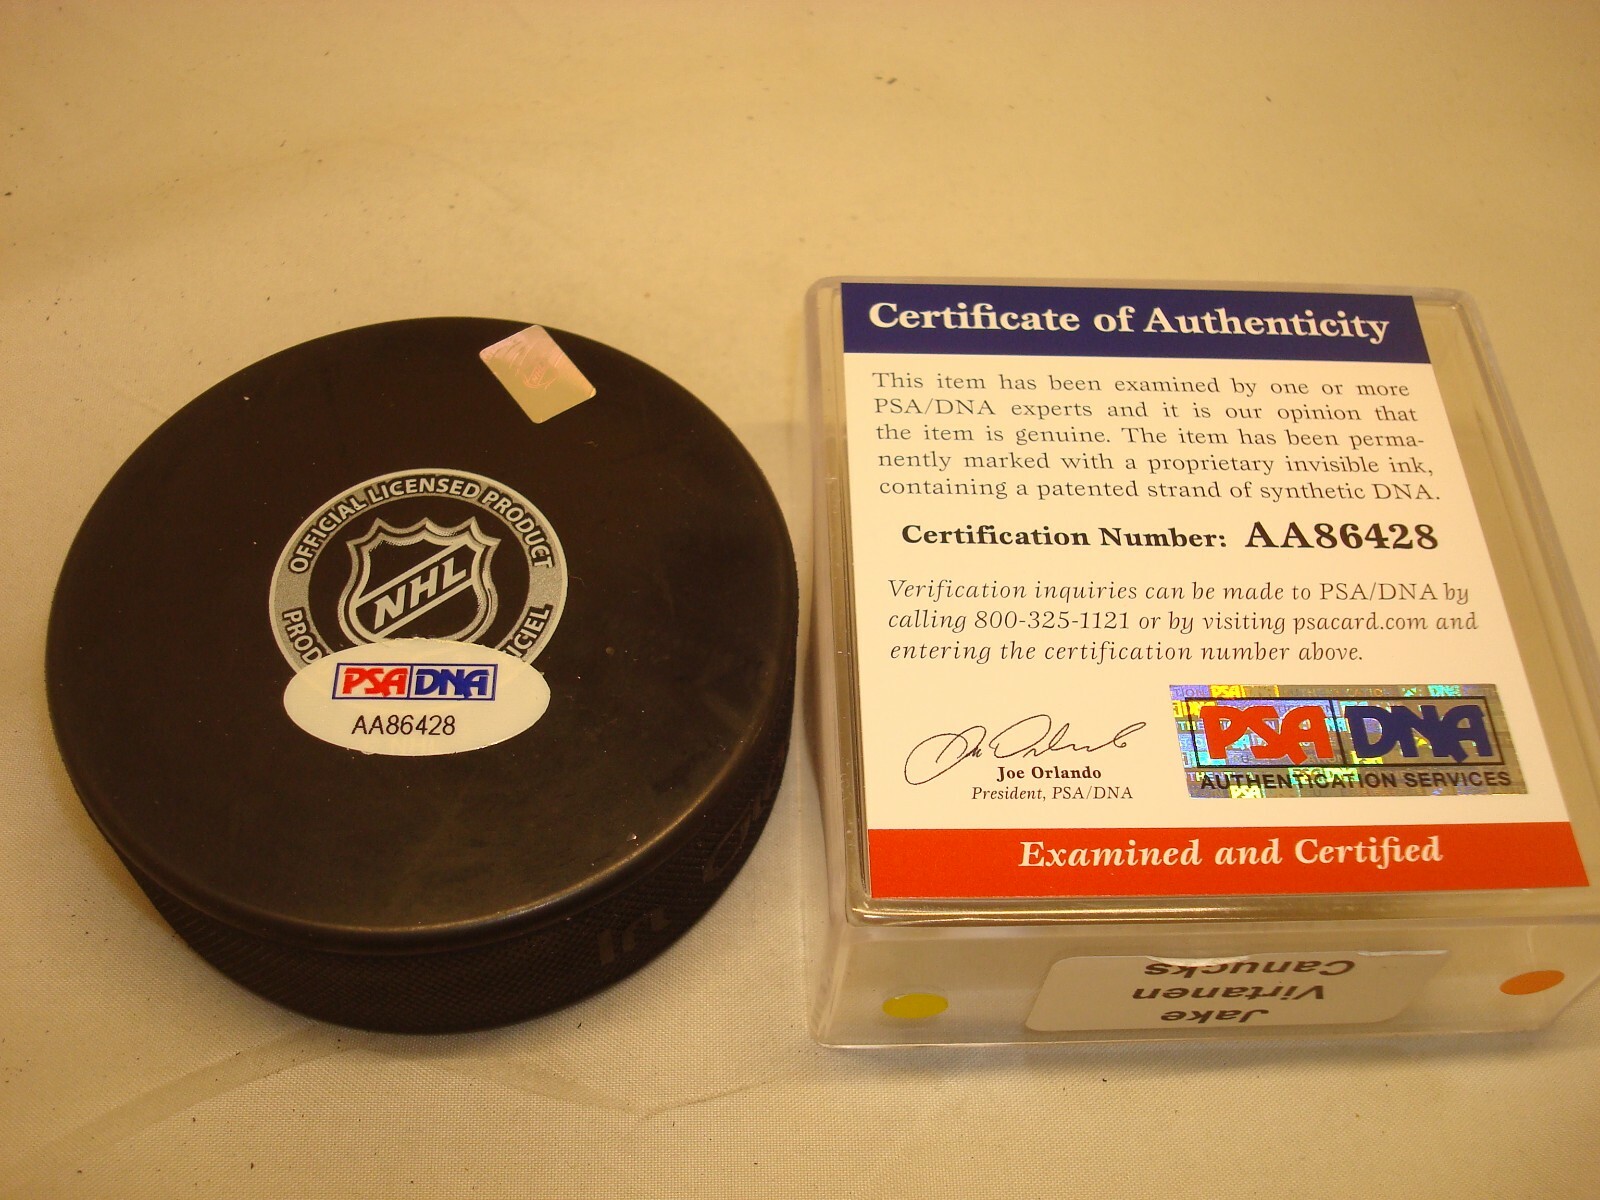 OFFICIAL LICENSED PRODUCT
NHL
PROD
ICIEL
PSA DNA
AA86428
Certificate of Authenticity
This item has been examined by one or more
PSA/DNA experts and it is our opinion that
the item is genuine. The item has been perma-
nently marked with a proprietary invisible ink,
containing a patented strand of synthetic DNA.
Certification Number: AA86428
Verification inquiries can be made to PSA/DNA by
calling 800-325-1121 or by visiting psacard.com and
entering the certification number above.
Joe Orlando
President, PSA/DNA
PSA DNA
AUTHENTICATION SERVICES
Examined and Certified
Jake
Virtanen
Canucks